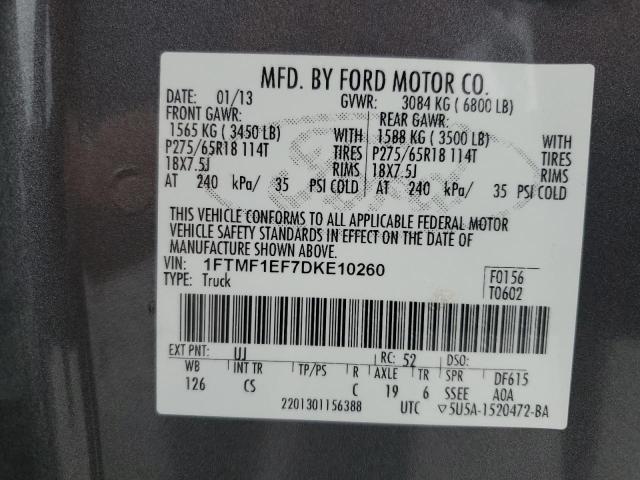 MFD. BY FORD MOTOR CO.
DATE: 01/13 GVWR: 3084 KG ( 6800 LB)
FRONT GAWR: REAR GAWR:
1565 KG ( 3450 LB) WITH 1588 KG ( 3500 LB) WITH
P275/65R18 114T TIRES P275/65R18 114T TIRES
18X7.5J RIMS 18X7.5J RIMS
AT 240 kPa/ 35 PSI COLD AT 240 kPa/ 35 PSI COLD
THIS VEHICLE CONFORMS TO ALL APPLICABLE FEDERAL MOTOR
VEHICLE SAFETY STANDARDS IN EFFECT ON THE DATE OF
MANUFACTURE SHOWN ABOVE.
VIN: 1FTMF1EF7DKE10260 F0156
TYPE: Truck T0602
EXT PNT: UJ RC: 52 DSO:
WB INT TR TP/PS R AXLE TR SPR DF615
126 CS C 19 6 SSEE AOA
2201301156388 UTC ▽5U5A-1520472-BA